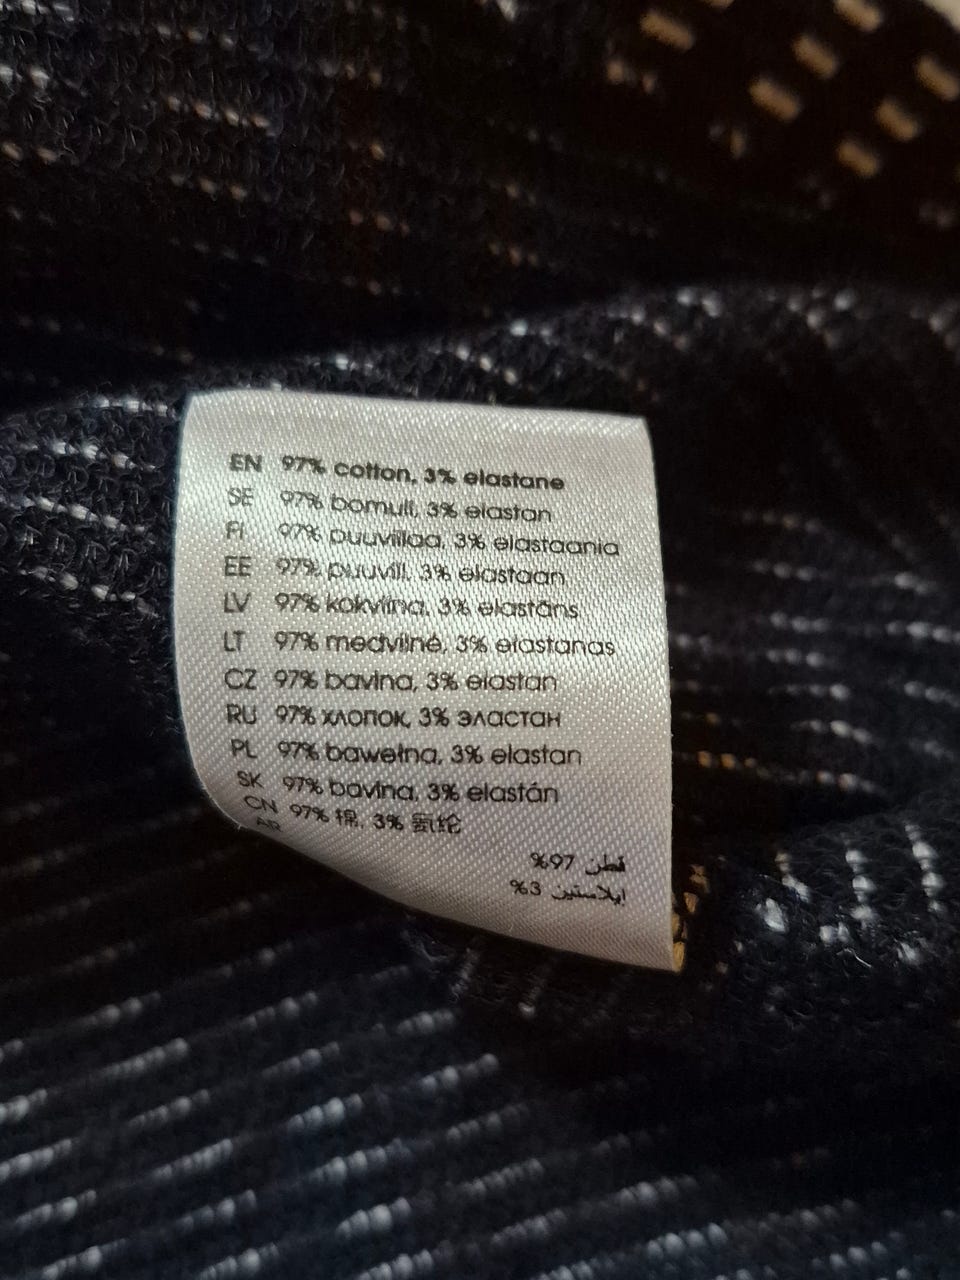 EN 97% cotton, 3% elastane
SE 97% bomull, 3% elastan
FI 97% puuvillaa, 3% elastaania
EE 97% puuvill, 3% elastaan
LV 97% kokvilna, 3% elastāns
LT 97% medvilnė, 3% elastanas
CZ 97% bavlna, 3% elastan
RU 97% хлопок, 3% эластан
PL 97% bawełna, 3% elastan
SK 97% bavlna, 3% elastán
CN 97% 棉, 3% 氨纶
AR
قطن 97%
ايلاستين 3%